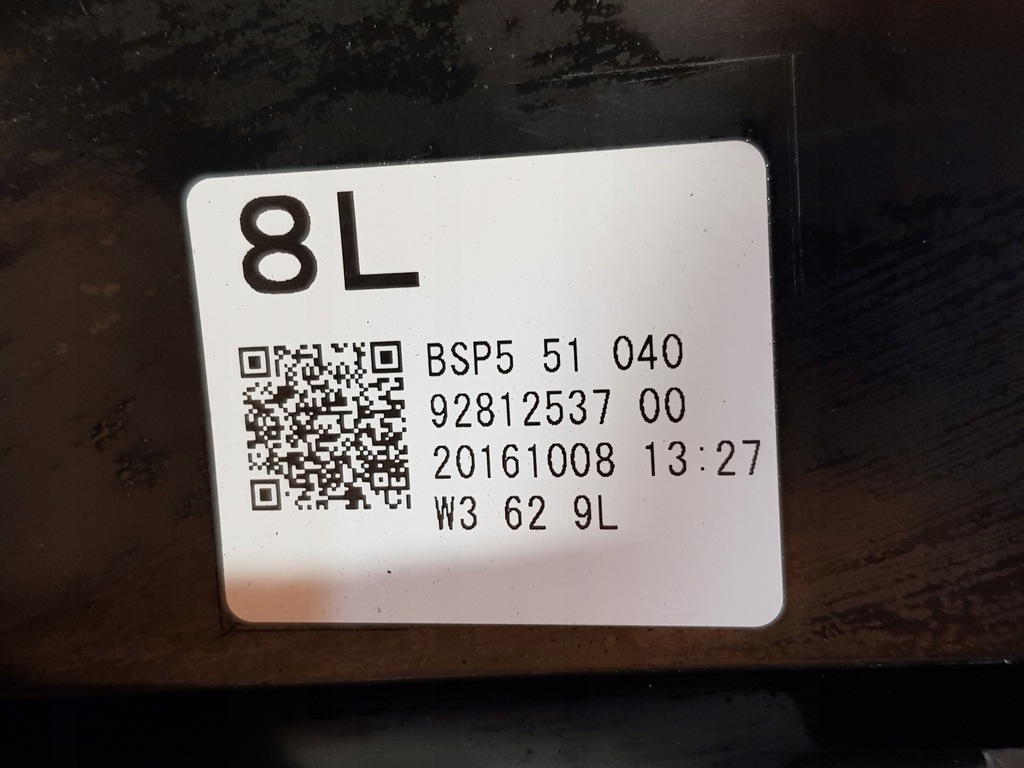 8L
BSP5 51 040
92812537 00
20161008 13:27
W3 62 9L